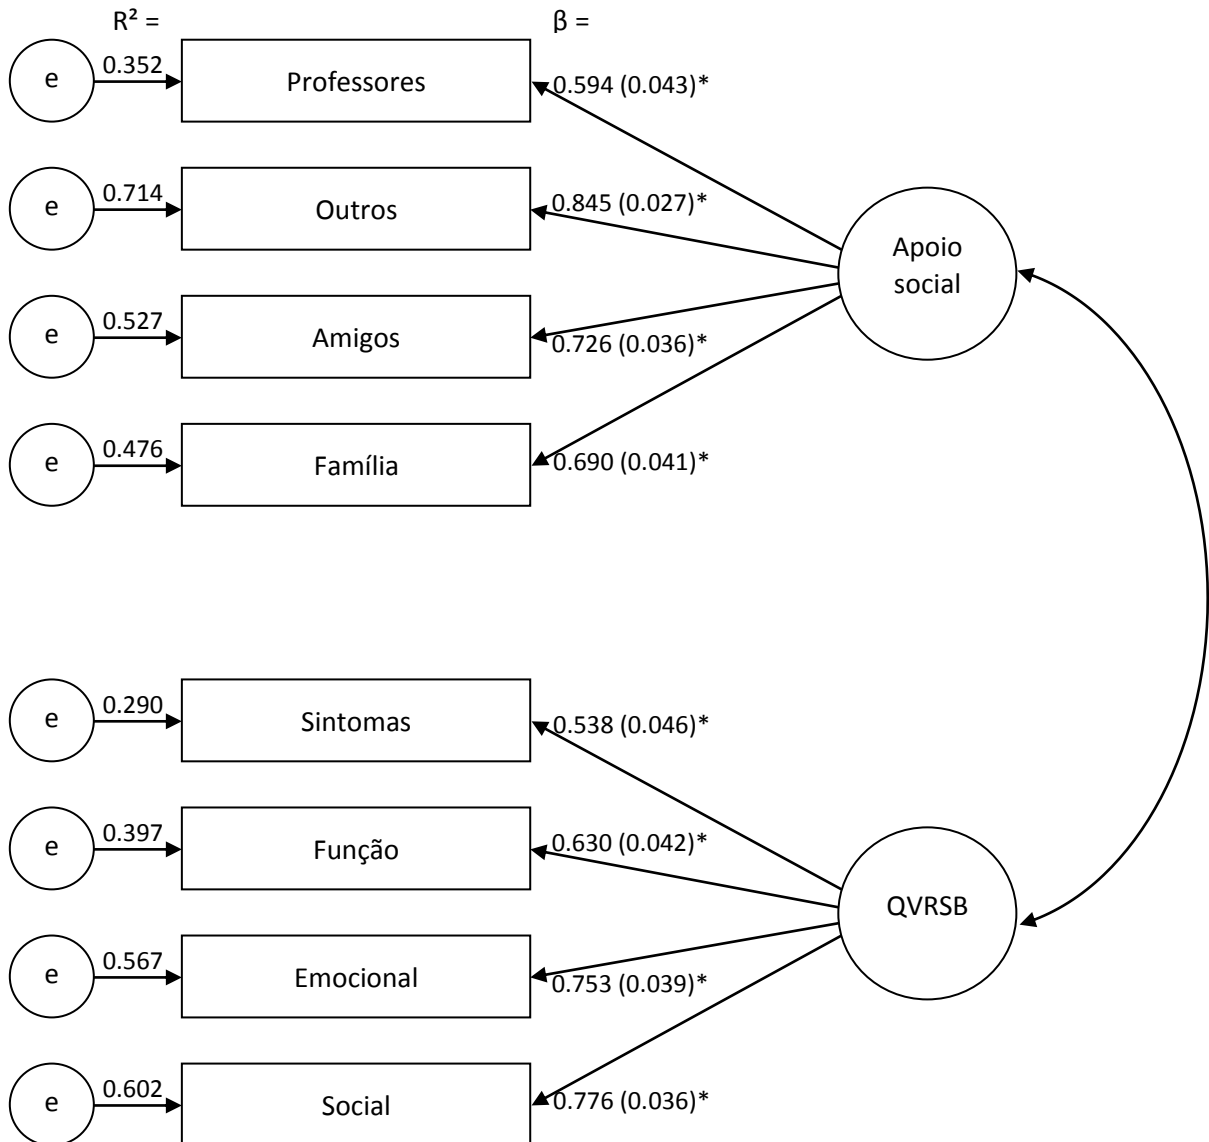 R² =
β =
e
0.352
Professores
0.594 (0.043)*
e
0.714
Outros
0.845 (0.027)*
Apoio
social
e
0.527
Amigos
0.726 (0.036)*
e
0.476
Família
0.690 (0.041)*
e
0.290
Sintomas
0.538 (0.046)*
e
0.397
Função
0.630 (0.042)*
QVRSB
e
0.567
Emocional
0.753 (0.039)*
e
0.602
Social
0.776 (0.036)*